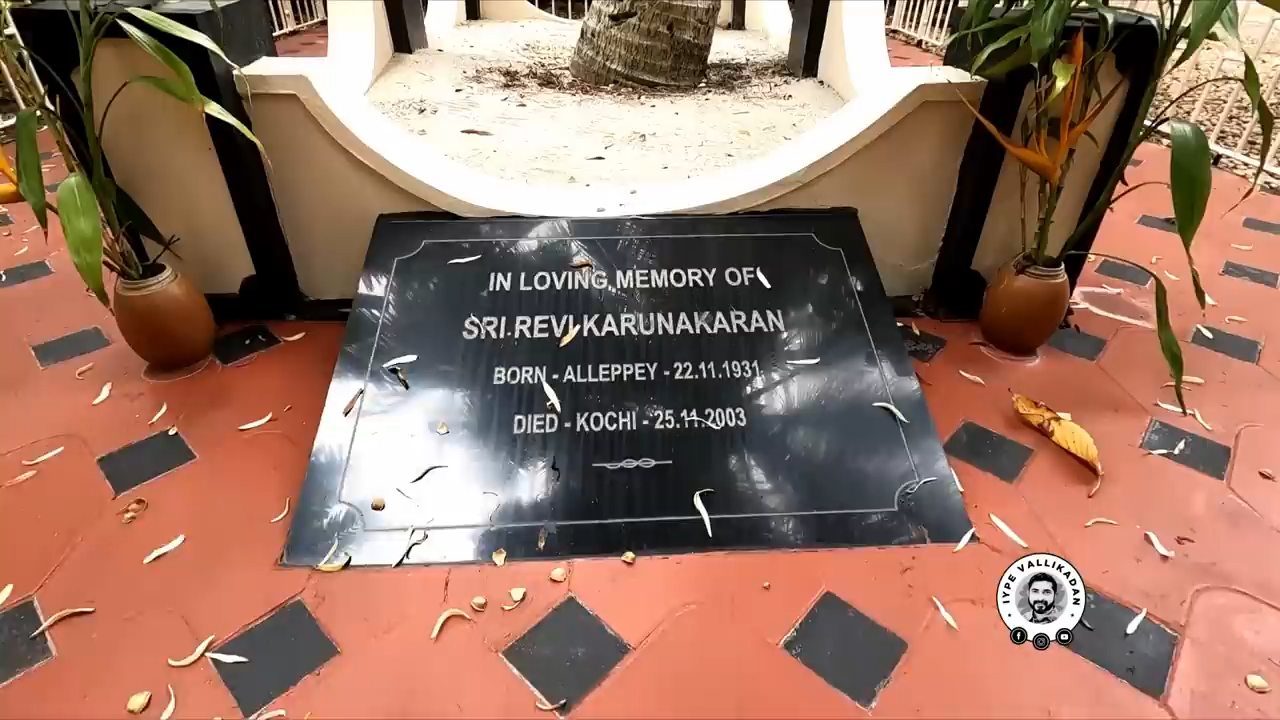 IN LOVING MEMORY OF
SRI.REVI KARUNAKARAN
BORN - ALLEPPEY - 22.11.1931
DIED - KOCHI - 25.11.2003
IYPE VALLIKADAN